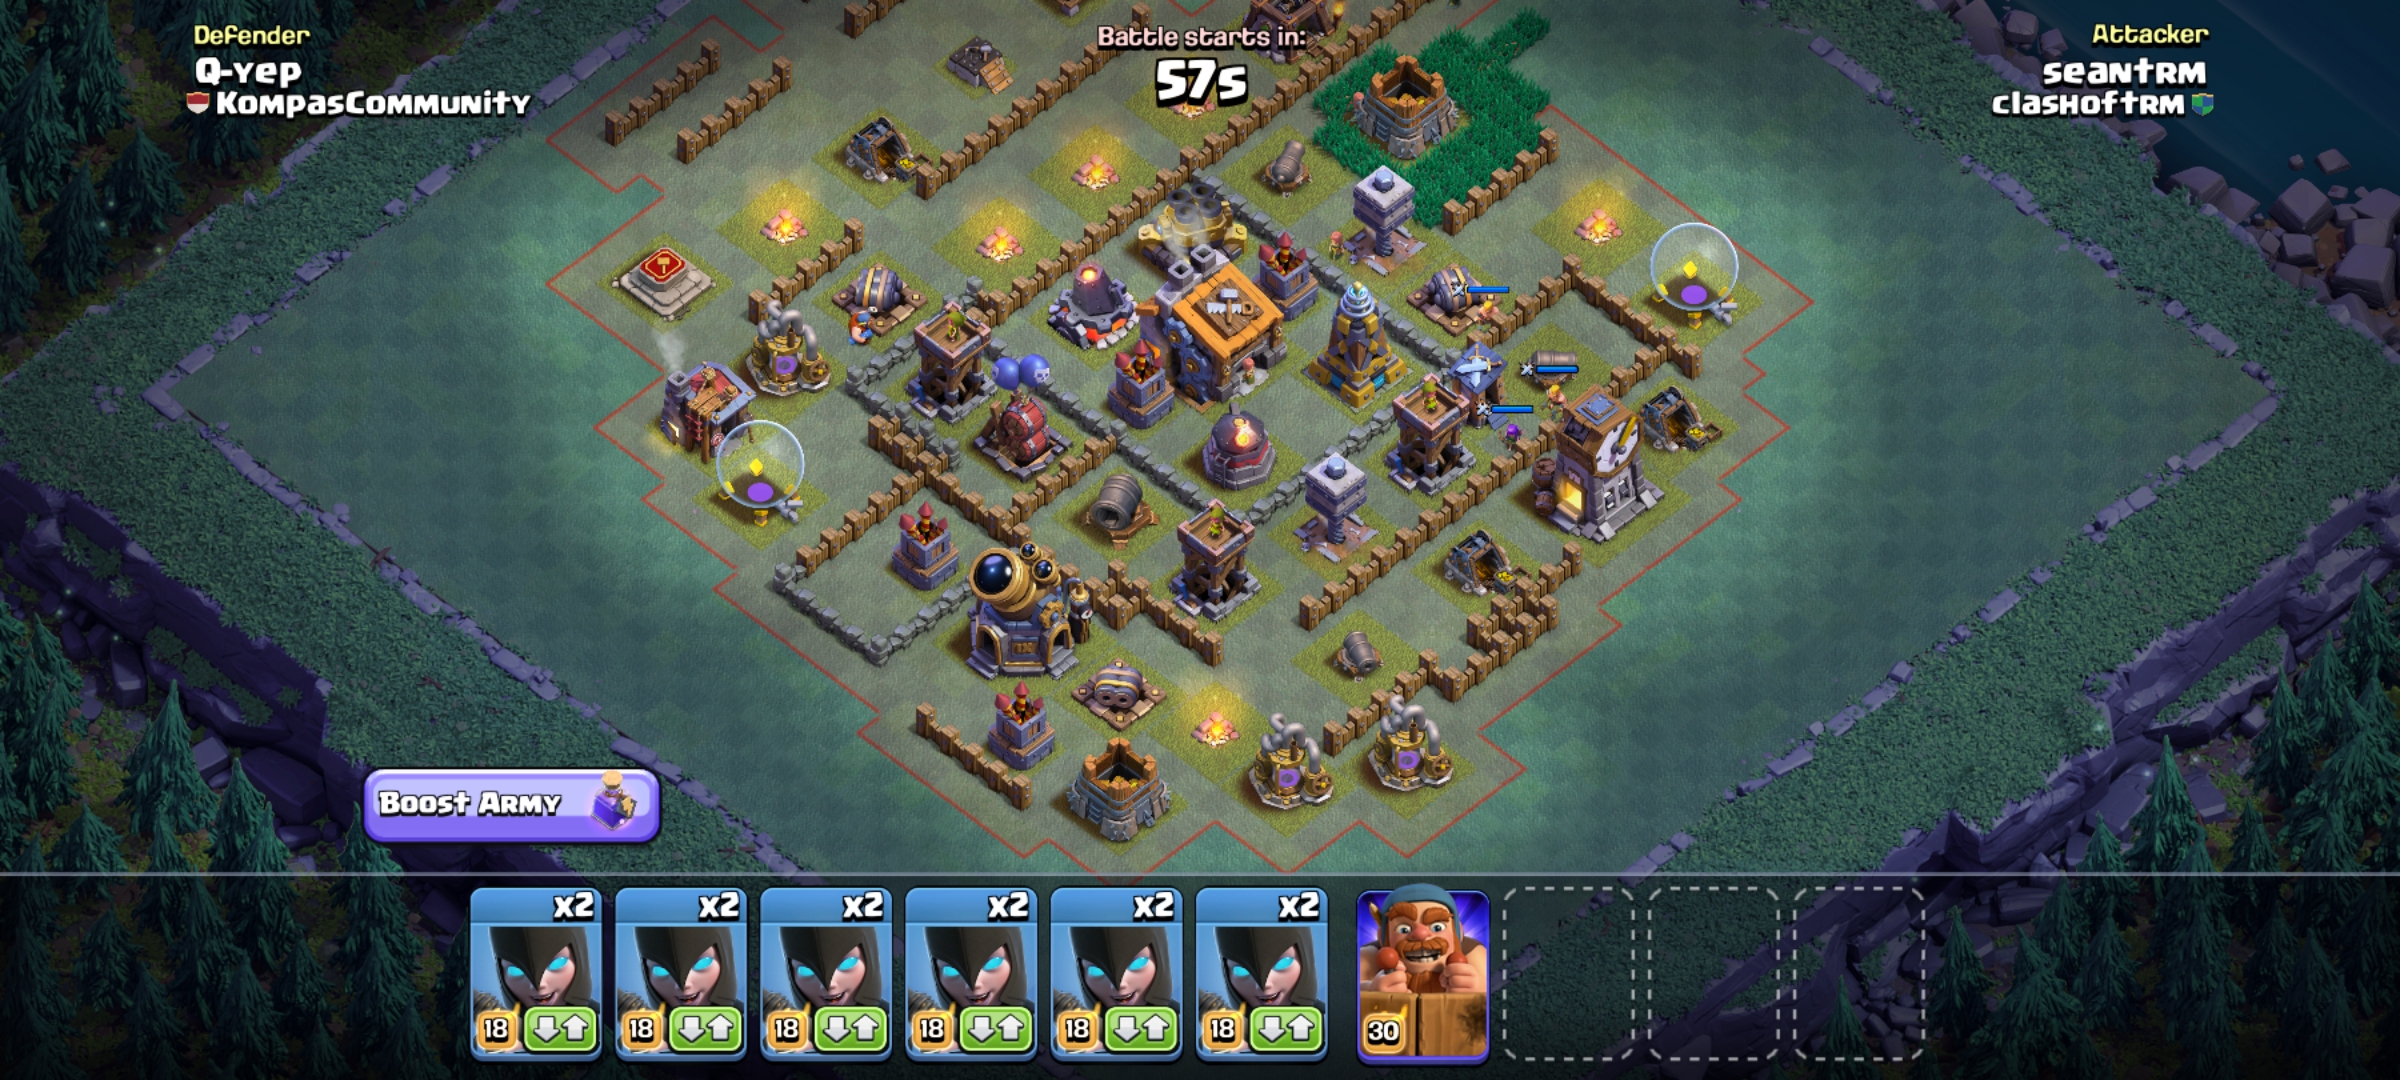 Defender
Q-yep
KompasCommunity
Battle starts in:
57s
Attacker
seantRM
clashoftRM
Boost Army
x2
x2
x2
x2
x2
x2
18
18
18
18
18
18
30